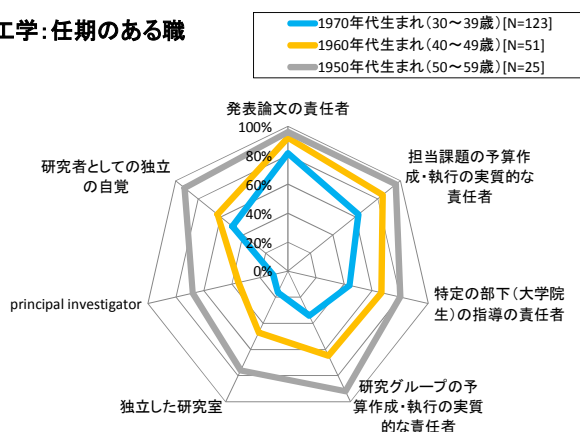 工学:任期のある職
1970年代生まれ(30～39歳)[N=123]
1960年代生まれ(40～49歳)[N=51]
1950年代生まれ(50～59歳)[N=25]
発表論文の責任者
担当課題の予算作
成・執行の実質的な
責任者
特定の部下(大学院
生)の指導の責任者
研究グループの予
算作成・執行の実質
的な責任者
独立した研究室
principal investigator
研究者としての独立
の自覚
100%
80%
60%
40%
20%
0%